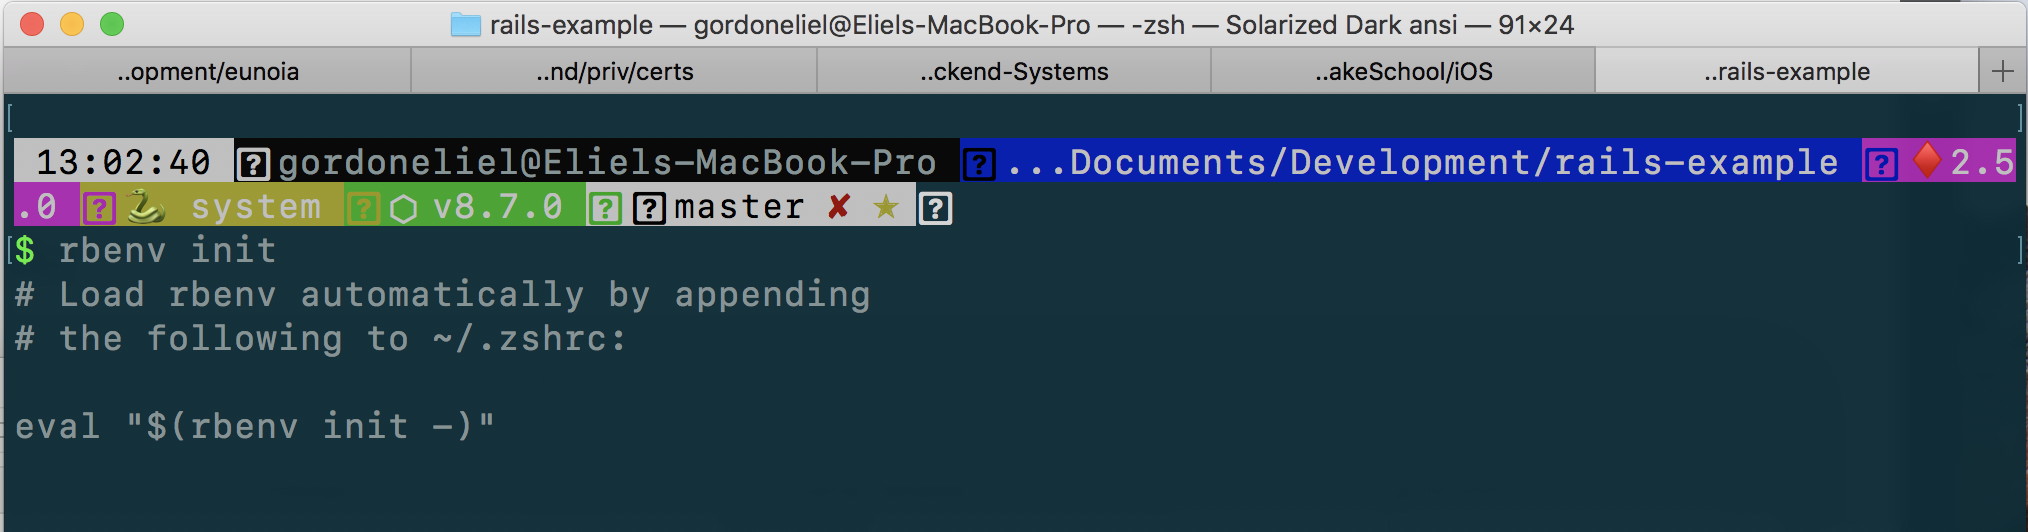 rails-example — gordoneliel@Eliels-MacBook-Pro — -zsh — Solarized Dark ansi — 91×24
..opment/eunoia ..nd/priv/certs ..ckend-Systems ..akeSchool/iOS ..rails-example +
[ ]
13:02:40 ? gordoneliel@Eliels-MacBook-Pro ? ...Documents/Development/rails-example ? ♦️2.5
.0 ? 🐍 system ? ⬡ v8.7.0 ? ? master ✘ ★ ?
[$ rbenv init ]
# Load rbenv automatically by appending
# the following to ~/.zshrc:
eval "$(rbenv init -)"